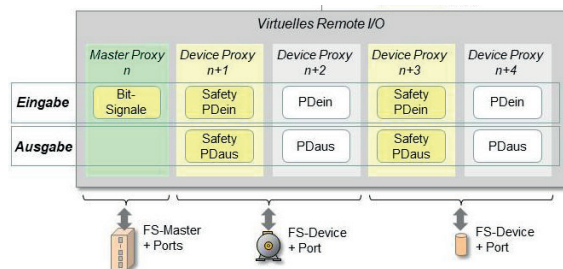 Virtuelles Remote I/O
Master Proxy
n
Device Proxy
n+1
Device Proxy
n+2
Device Proxy
n+3
Device Proxy
n+4
Eingabe
Bit-
Signale
Safety
PDein
PDein
Safety
PDein
PDein
Ausgabe
Safety
PDaus
PDaus
Safety
PDaus
PDaus
FS-Master
+ Ports
FS-Device
+ Port
FS-Device
+ Port